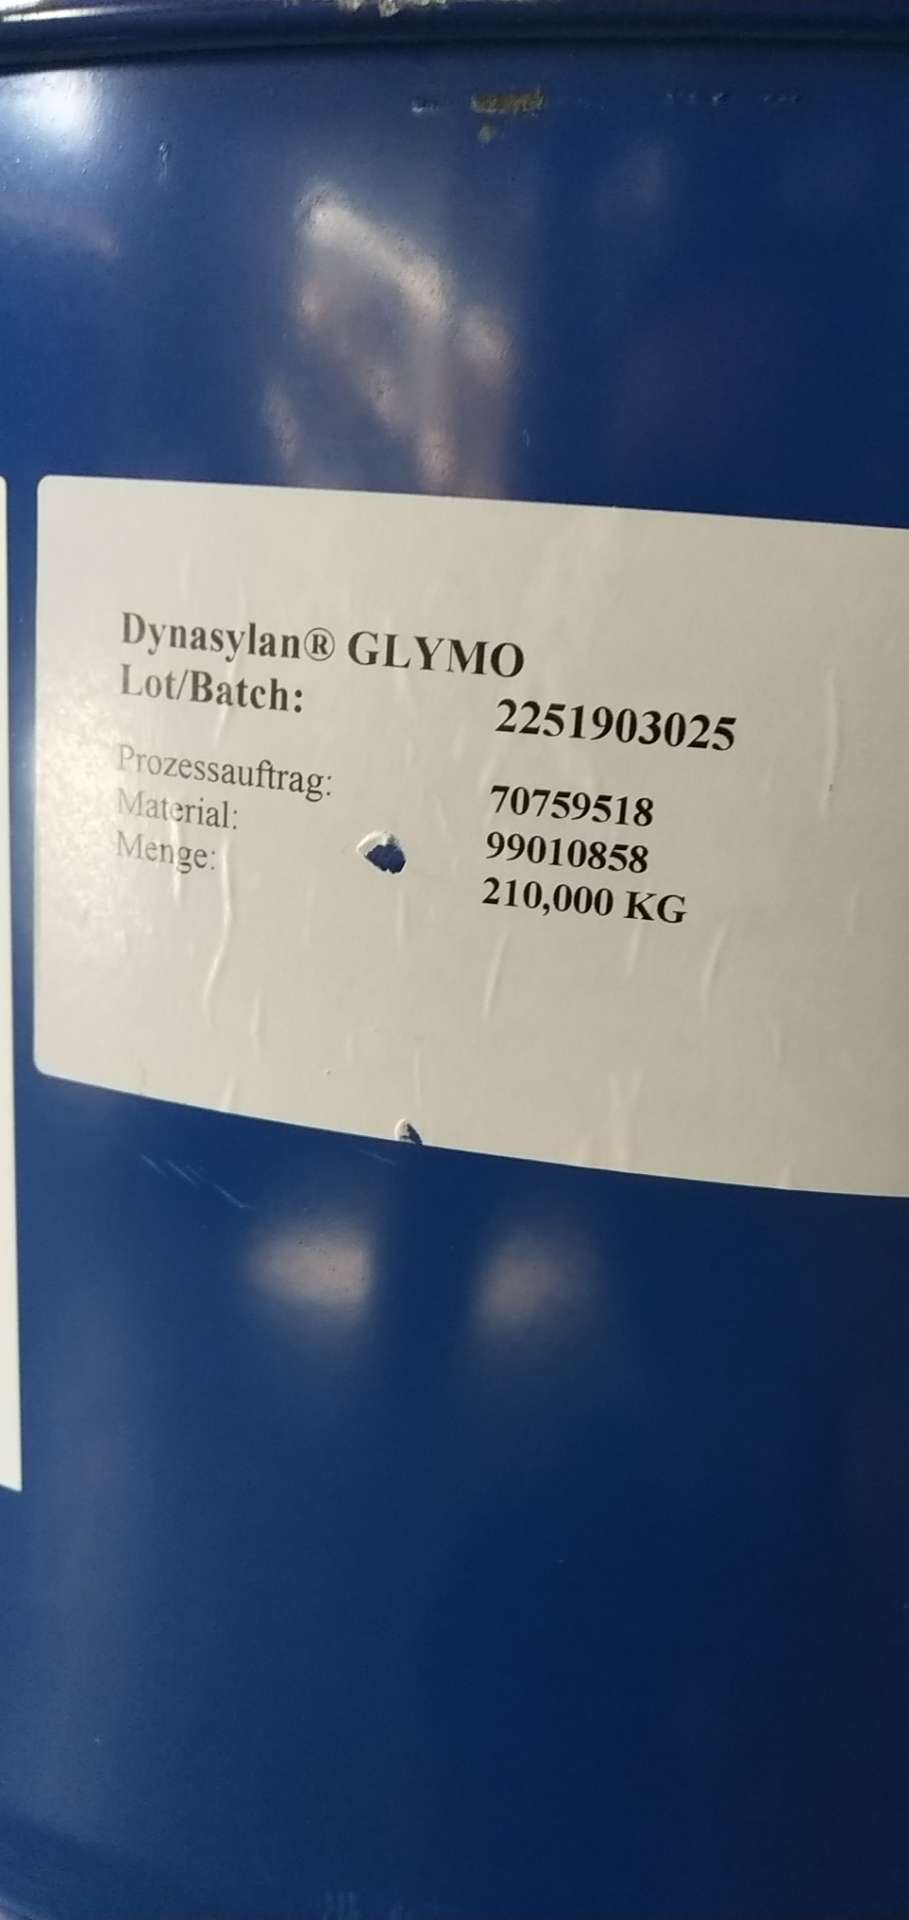 Dynasylan® GLYMO
Lot/Batch: 2251903025
Prozessauftrag: 70759518
Material: 99010858
Menge: 210,000 KG